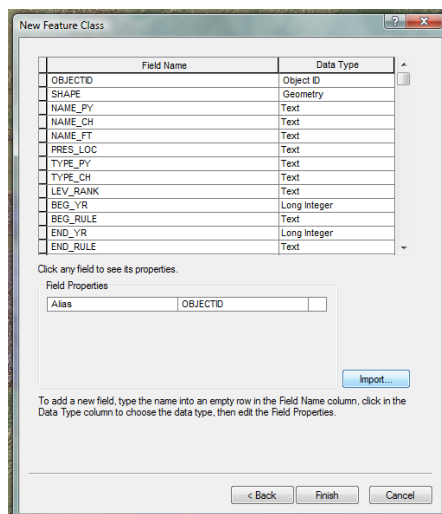 New Feature Class
Field Name Data Type
OBJECTID Object ID
SHAPE Geometry
NAME_PY Text
NAME_CH Text
NAME_FT Text
PRES_LOC Text
TYPE_PY Text
TYPE_CH Text
LEV_RANK Text
BEG_YR Long Integer
BEG_RULE Text
END_YR Long Integer
END_RULE Text
Click any field to see its properties.
Field Properties
Alias OBJECTID
Import...
To add a new field, type the name into an empty row in the Field Name column, click in the
Data Type column to choose the data type, then edit the Field Properties.
< Back Finish Cancel